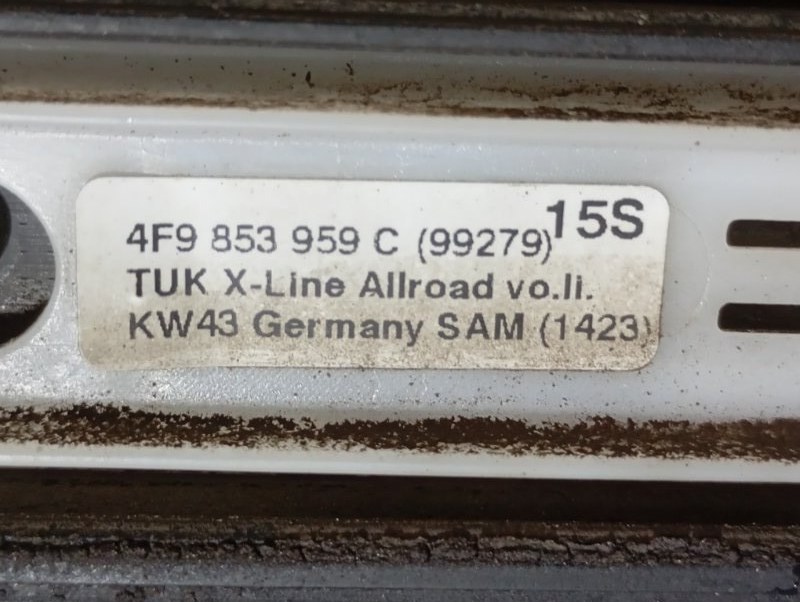 4F9 853 959 C (99279) 15S
TUK X-Line Allroad vo.li.
KW43 Germany SAM (1423)